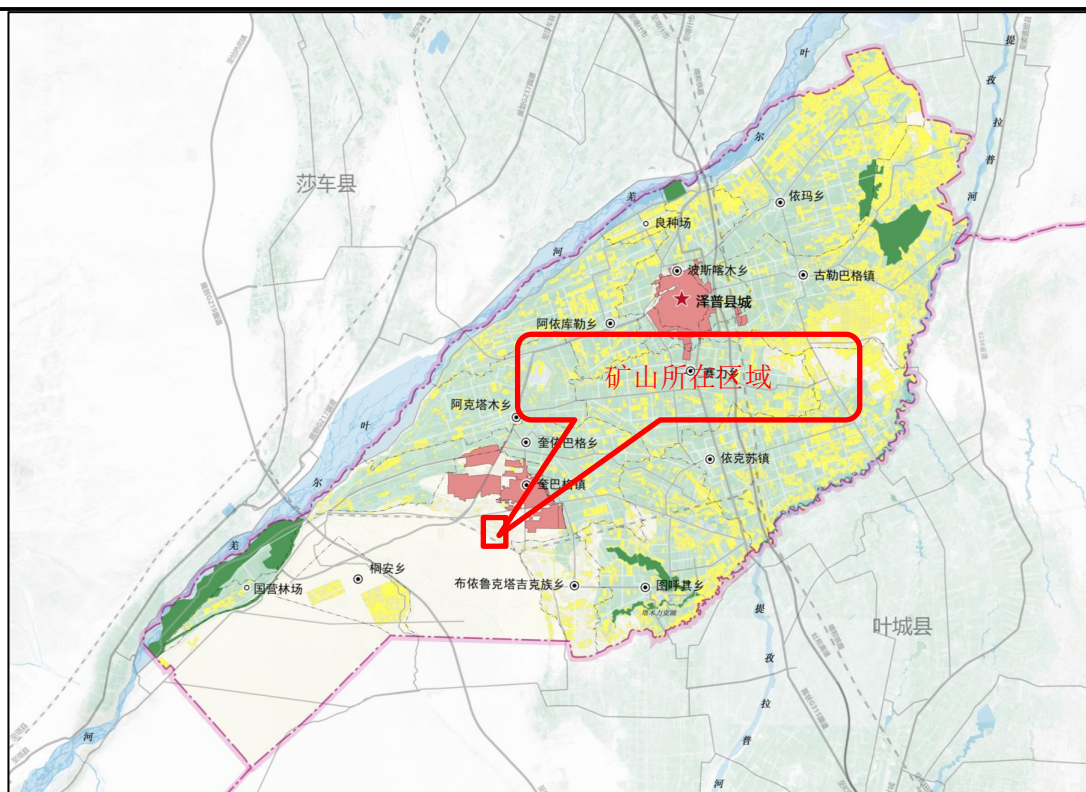 叶
提
孜
拉
普
河
尔
莎车县
羌
依玛乡
良种场
河
波斯喀木乡
古勒巴格镇
泽普县城
阿依库勒乡
赛力乡
矿山所在区域
阿克塔木乡
叶
奎依巴格乡
依克苏镇
尔
奎巴格镇
羌
桐安乡
国营林场
布依鲁克塔吉克族乡
图呼其乡
提
叶城县
孜
拉
河
普
河